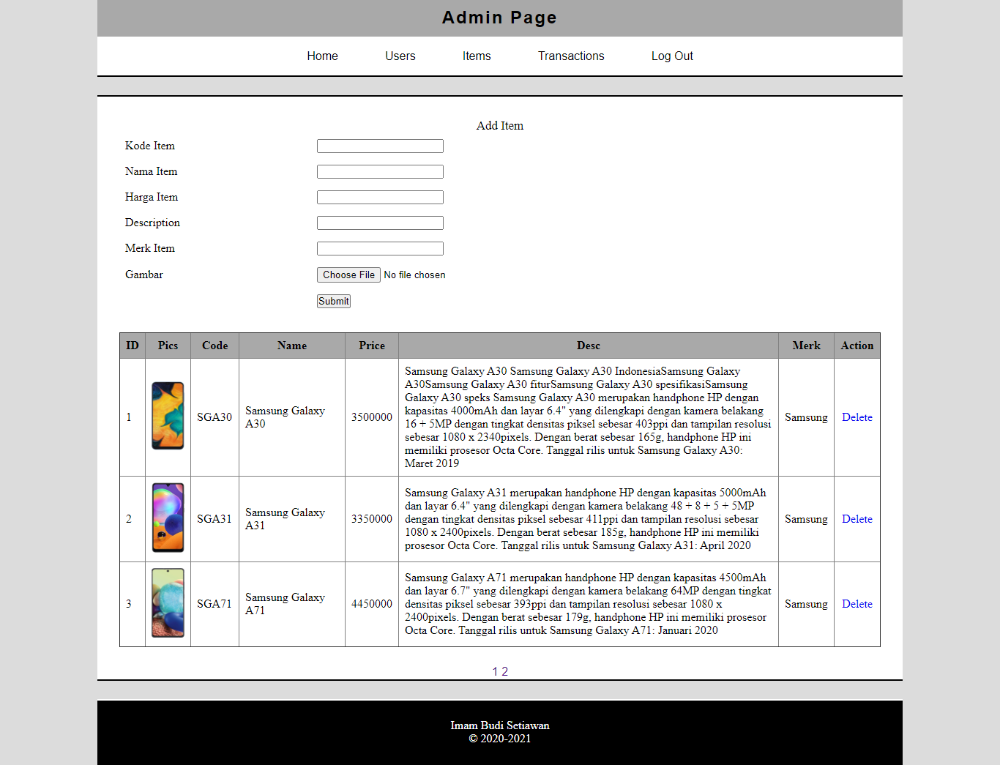 Admin Page
Home Users Items Transactions Log Out
Add Item
Kode Item
Nama Item
Harga Item
Description
Merk Item
Gambar Choose File No file chosen
Submit
ID Pics Code Name Price Desc Merk Action
1 SGA30 Samsung Galaxy A30 3500000 Samsung Galaxy A30 Samsung Galaxy A30 IndonesiaSamsung Galaxy
A30Samsung Galaxy A30 fiturSamsung Galaxy A30 spesifikasiSamsung
Galaxy A30 speks Samsung Galaxy A30 merupakan handphone HP dengan
kapasitas 4000mAh dan layar 6.4" yang dilengkapi dengan kamera belakang
16 + 5MP dengan tingkat densitas piksel sebesar 403ppi dan tampilan resolusi
sebesar 1080 x 2340pixels. Dengan berat sebesar 165g, handphone HP ini
memiliki prosesor Octa Core. Tanggal rilis untuk Samsung Galaxy A30:
Maret 2019 Samsung Delete
2 SGA31 Samsung Galaxy A31 3350000 Samsung Galaxy A31 merupakan handphone HP dengan kapasitas 5000mAh
dan layar 6.4" yang dilengkapi dengan kamera belakang 48 + 8 + 5 + 5MP
dengan tingkat densitas piksel sebesar 411ppi dan tampilan resolusi sebesar
1080 x 2400pixels. Dengan berat sebesar 185g, handphone HP ini memiliki
prosesor Octa Core. Tanggal rilis untuk Samsung Galaxy A31: April 2020 Samsung Delete
3 SGA71 Samsung Galaxy A71 4450000 Samsung Galaxy A71 merupakan handphone HP dengan kapasitas 4500mAh
dan layar 6.7" yang dilengkapi dengan kamera belakang 64MP dengan tingkat
densitas piksel sebesar 393ppi dan tampilan resolusi sebesar 1080 x
2400pixels. Dengan berat sebesar 179g, handphone HP ini memiliki prosesor
Octa Core. Tanggal rilis untuk Samsung Galaxy A71: Januari 2020 Samsung Delete
1 2
Imam Budi Setiawan
© 2020-2021